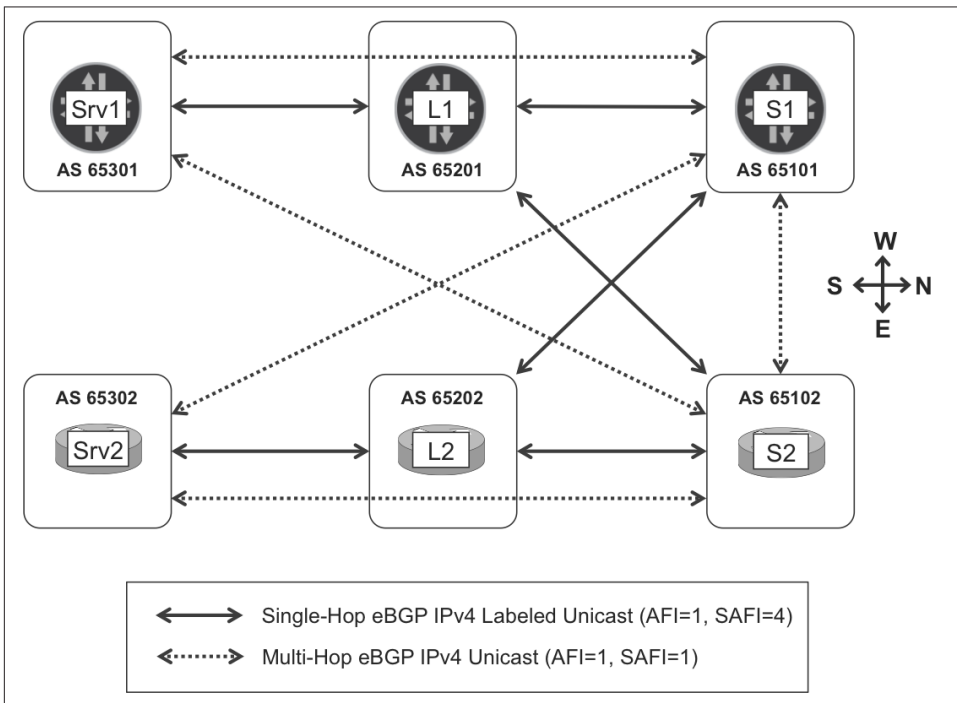 Srv1
L1
S1
AS 65301
AS 65201
AS 65101
W
S
N
E
AS 65302
AS 65202
AS 65102
Srv2
L2
S2
Single-Hop eBGP IPv4 Labeled Unicast (AFI=1, SAFI=4)
Multi-Hop eBGP IPv4 Unicast (AFI=1, SAFI=1)